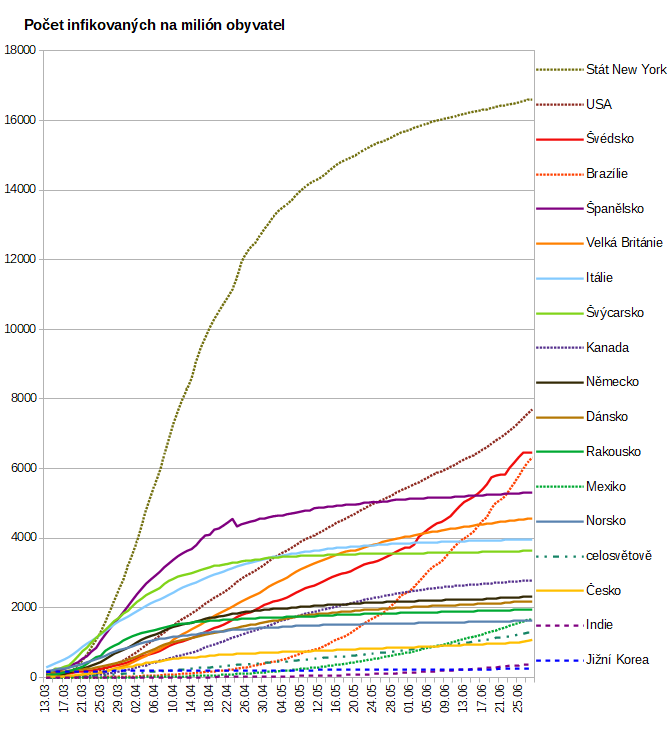 Počet infikovaných na milión obyvatel
18000
16000
14000
12000
10000
8000
6000
4000
2000
0
13.03
17.03
21.03
25.03
29.03
02.04
06.04
10.04
14.04
18.04
22.04
26.04
30.04
04.05
08.05
12.05
16.05
20.05
24.05
28.05
01.06
05.06
09.06
13.06
17.06
21.06
25.06
Stát New York
USA
Švédsko
Brazílie
Španělsko
Velká Británie
Itálie
Švýcarsko
Kanada
Německo
Dánsko
Rakousko
Mexiko
Norsko
celosvětově
Česko
Indie
Jižní Korea